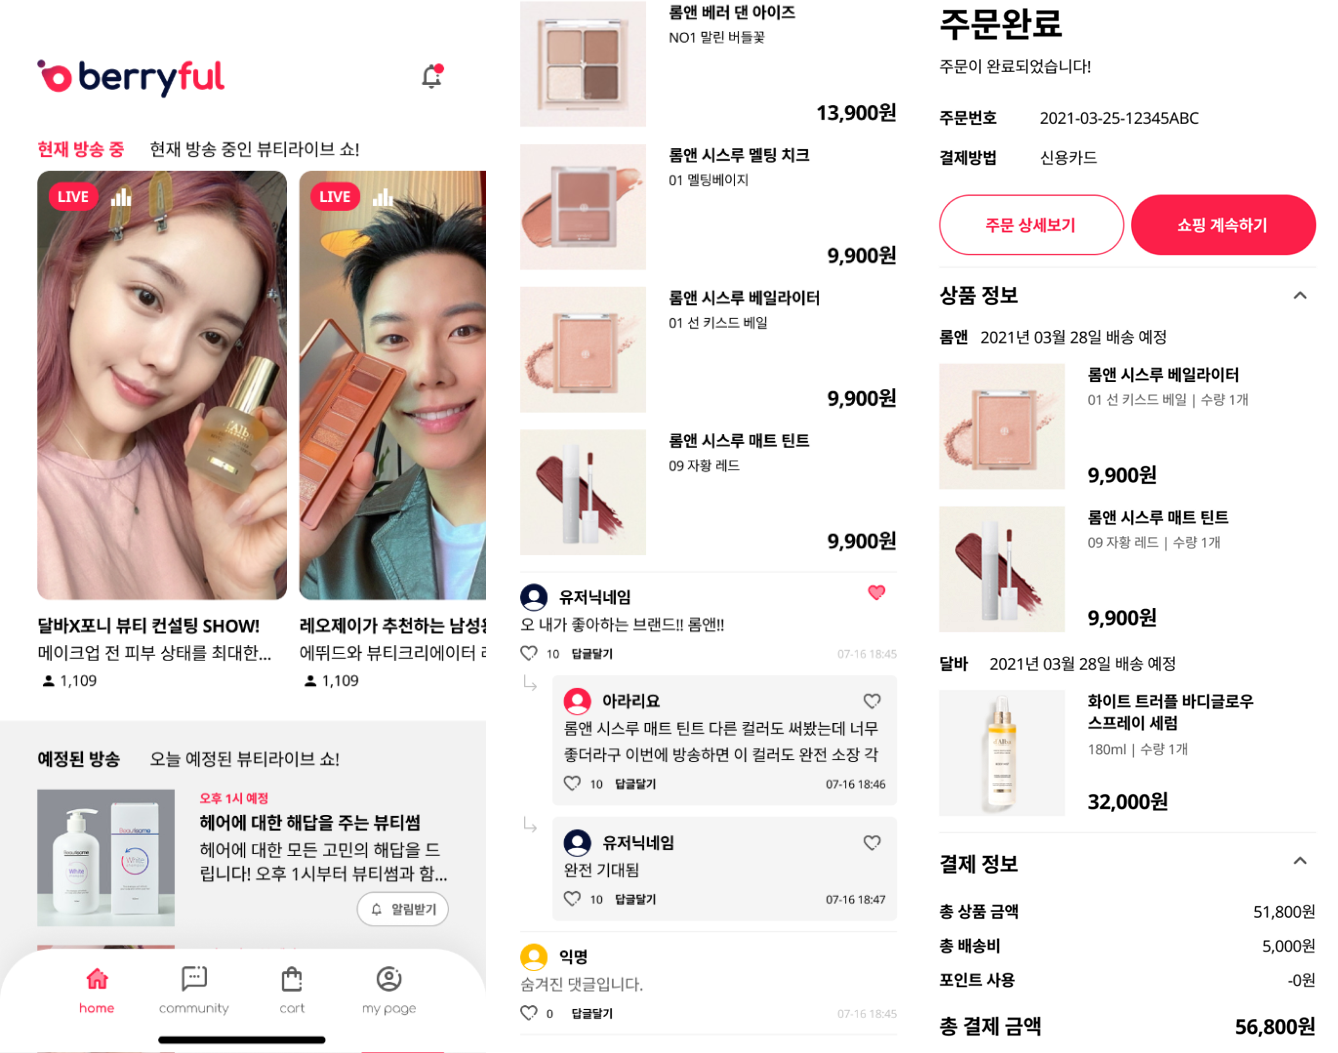 berryful
현재 방송 중 현재 방송 중인 뷰티라이브 쇼!
LIVE
LIVE
달바X포니 뷰티 컨설팅 SHOW!
메이크업 전 피부 상태를 최대한...
1,109
레오제이가 추천하는 남성용
에뛰드와 뷰티크리에이터
1,109
예정된 방송 오늘 예정된 뷰티라이브 쇼!
Beausome
White
Beausome
White
오후 1시 예정
헤어에 대한 해답을 주는 뷰티썸
헤어에 대한 모든 고민의 해답을 드
립니다! 오후 1시부터 뷰티썸과 함...
알림받기
home
community
cart
my page
롬앤 베러 댄 아이즈
NO1 말린 버들꽃
13,900원
롬앤 시스루 멜팅 치크
01 멜팅베이지
9,900원
롬앤 시스루 베일라이터
01 선 키스드 베일
9,900원
롬앤 시스루 매트 틴트
09 자황 레드
9,900원
유저닉네임
오 내가 좋아하는 브랜드!! 롬앤!!
10 답글달기 07-16 18:45
아라리요
롬앤 시스루 매트 틴트 다른 컬러도 써봤는데 너무
좋더라구 이번에 방송하면 이 컬러도 완전 소장 각
10 답글달기 07-16 18:46
유저닉네임
완전 기대됨
10 답글달기 07-16 18:47
익명
숨겨진 댓글입니다.
0 답글달기 07-16 18:45
주문완료
주문이 완료되었습니다!
주문번호 2021-03-25-12345ABC
결제방법 신용카드
주문 상세보기
쇼핑 계속하기
상품 정보
롬앤 2021년 03월 28일 배송 예정
롬앤 시스루 베일라이터
01 선 키스드 베일 | 수량 1개
9,900원
롬앤 시스루 매트 틴트
09 자황 레드 | 수량 1개
9,900원
달바 2021년 03월 28일 배송 예정
화이트 트러플 바디글로우
스프레이 세럼
180ml | 수량 1개
32,000원
결제 정보
총 상품 금액 51,800원
총 배송비 5,000원
포인트 사용 -0원
총 결제 금액 56,800원